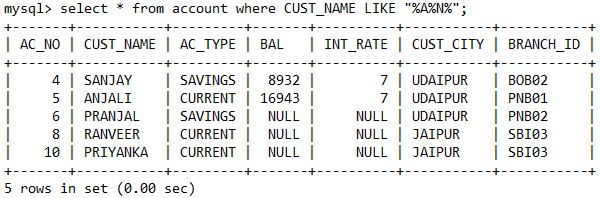 mysql> select * from account where CUST_NAME LIKE "%A%N%";
+-------+-----------+---------+-------+----------+-----------+-----------+
| AC_NO | CUST_NAME | AC_TYPE | BAL   | INT_RATE | CUST_CITY | BRANCH_ID |
+-------+-----------+---------+-------+----------+-----------+-----------+
|     4 | SANJAY    | SAVINGS |  8932 |        7 | UDAIPUR   | BOB02     |
|     5 | ANJALI    | CURRENT | 16943 |        7 | UDAIPUR   | PNB01     |
|     6 | PRANJAL   | SAVINGS |  NULL |     NULL | UDAIPUR   | PNB02     |
|     8 | RANVEER   | CURRENT |  NULL |     NULL | JAIPUR    | SBI03     |
|    10 | PRIYANKA  | CURRENT |  NULL |     NULL | JAIPUR    | SBI03     |
+-------+-----------+---------+-------+----------+-----------+-----------+
5 rows in set (0.00 sec)